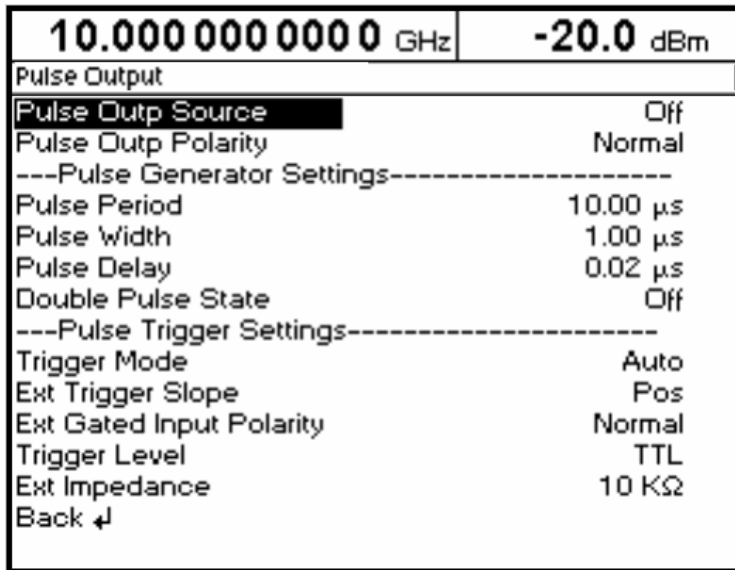 10.000 000 000 0 GHz -20.0 dBm
Pulse Output
Pulse Outp Source Off
Pulse Outp Polarity Normal
---Pulse Generator Settings--------------------
Pulse Period 10.00 µs
Pulse Width 1.00 µs
Pulse Delay 0.02 µs
Double Pulse State Off
---Pulse Trigger Settings----------------------
Trigger Mode Auto
Ext Trigger Slope Pos
Ext Gated Input Polarity Normal
Trigger Level TTL
Ext Impedance 10 KΩ
Back ↲